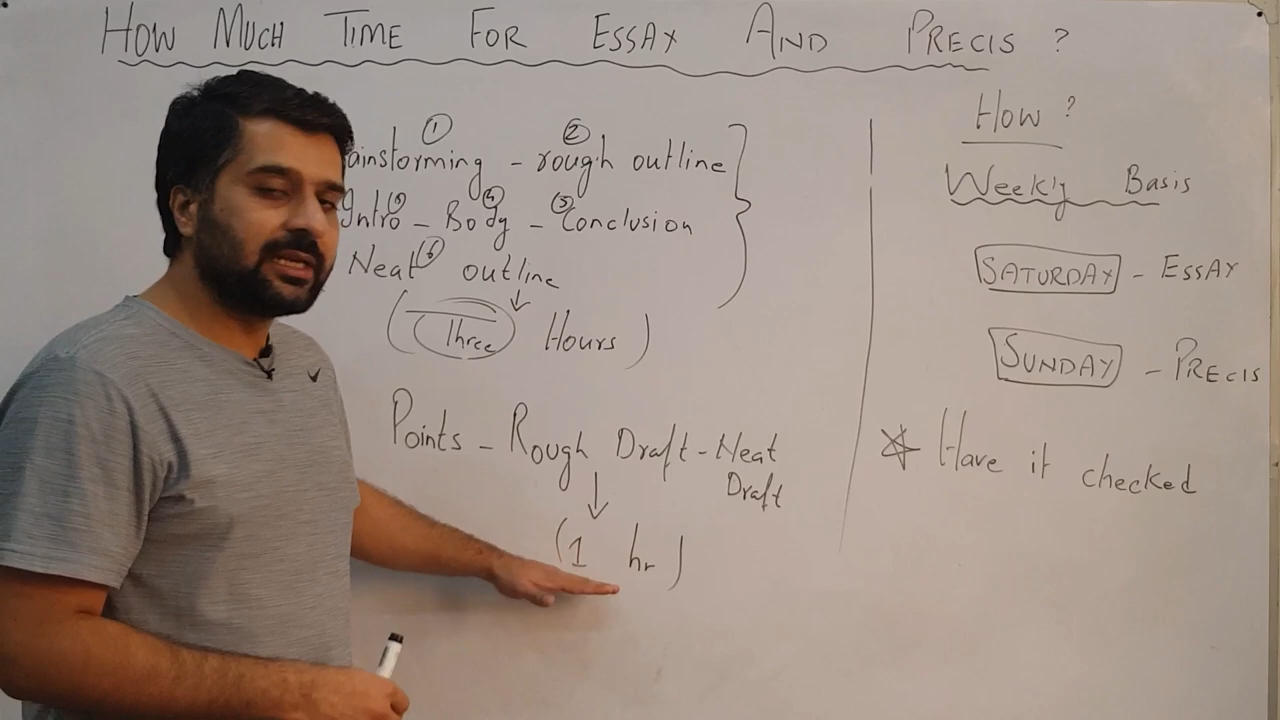 HOW MUCH TIME FOR ESSAY AND PRECIS ?
① ②
ainstorming - rough outline
Intro - Body - Conclusion
④ ③
Neat outline
⑥
(Three Hours)
Points - Rough Draft - Neat
Draft
(1 hr)
How ?
Weekly Basis
SATURDAY - ESSAY
SUNDAY - PRECIS
* Have it checked